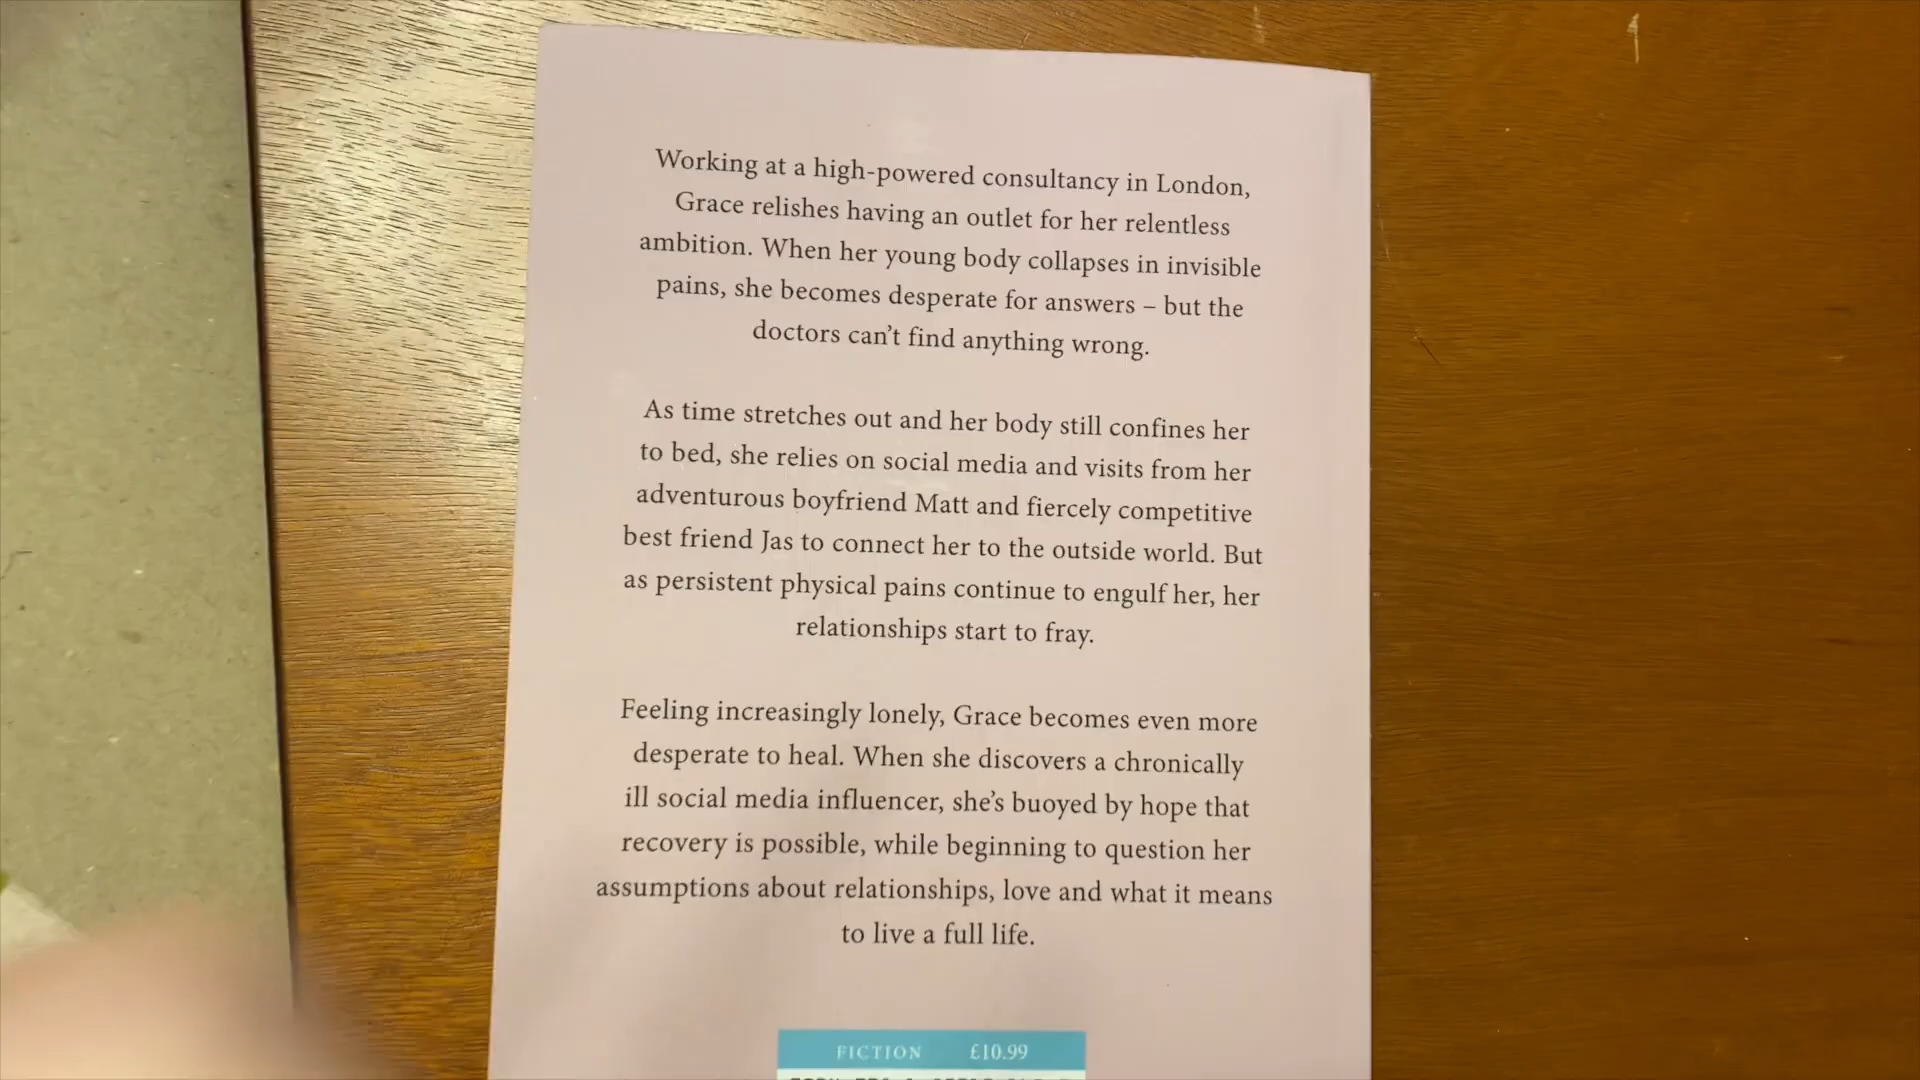 Working at a high-powered consultancy in London,
Grace relishes having an outlet for her relentless
ambition. When her young body collapses in invisible
pains, she becomes desperate for answers – but the
doctors can’t find anything wrong.
As time stretches out and her body still confines her
to bed, she relies on social media and visits from her
adventurous boyfriend Matt and fiercely competitive
best friend Jas to connect her to the outside world. But
as persistent physical pains continue to engulf her, her
relationships start to fray.
Feeling increasingly lonely, Grace becomes even more
desperate to heal. When she discovers a chronically
ill social media influencer, she’s buoyed by hope that
recovery is possible, while beginning to question her
assumptions about relationships, love and what it means
to live a full life.
FICTION £10.99